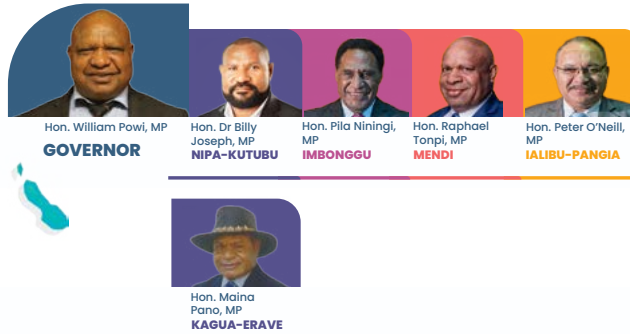 Hon. William Powi, MP
GOVERNOR
Hon. Dr Billy
Joseph, MP
NIPA-KUTUBU
Hon. Pila Niningi,
MP
IMBONGGU
Hon. Raphael
Tonpi, MP
MENDI
Hon. Peter O’Neill,
MP
IALIBU-PANGIA
Hon. Maina
Pano, MP
KAGUA-ERAVE